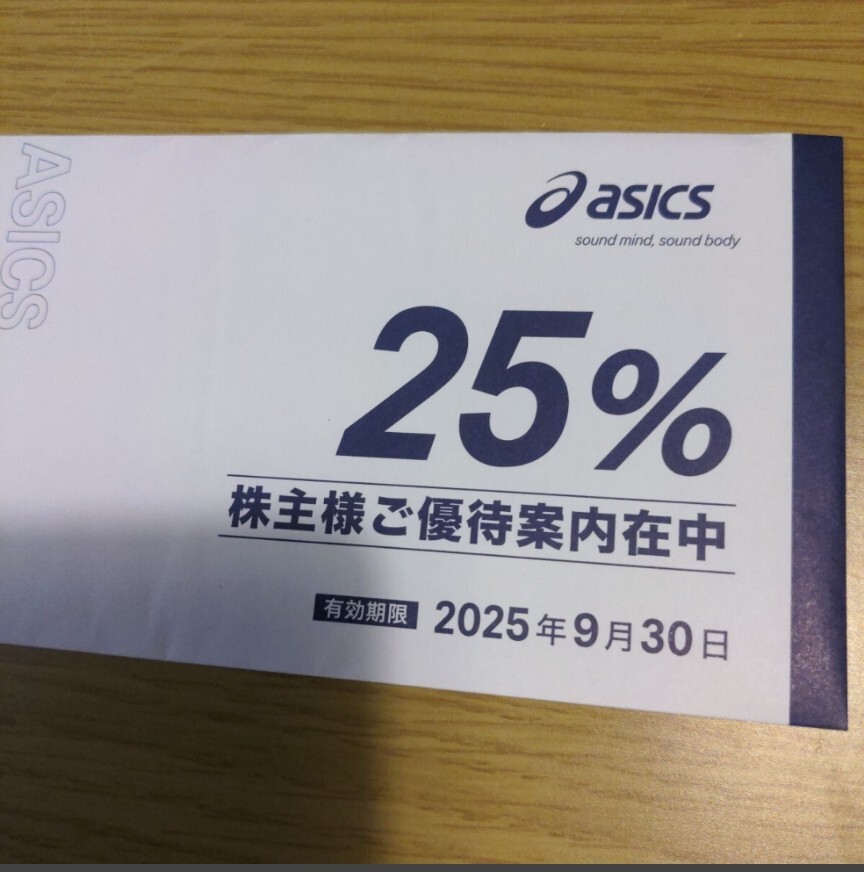 ASICS
asics
sound mind, sound body
25%
株主様ご優待案内在中
有効期限 2025年9月30日